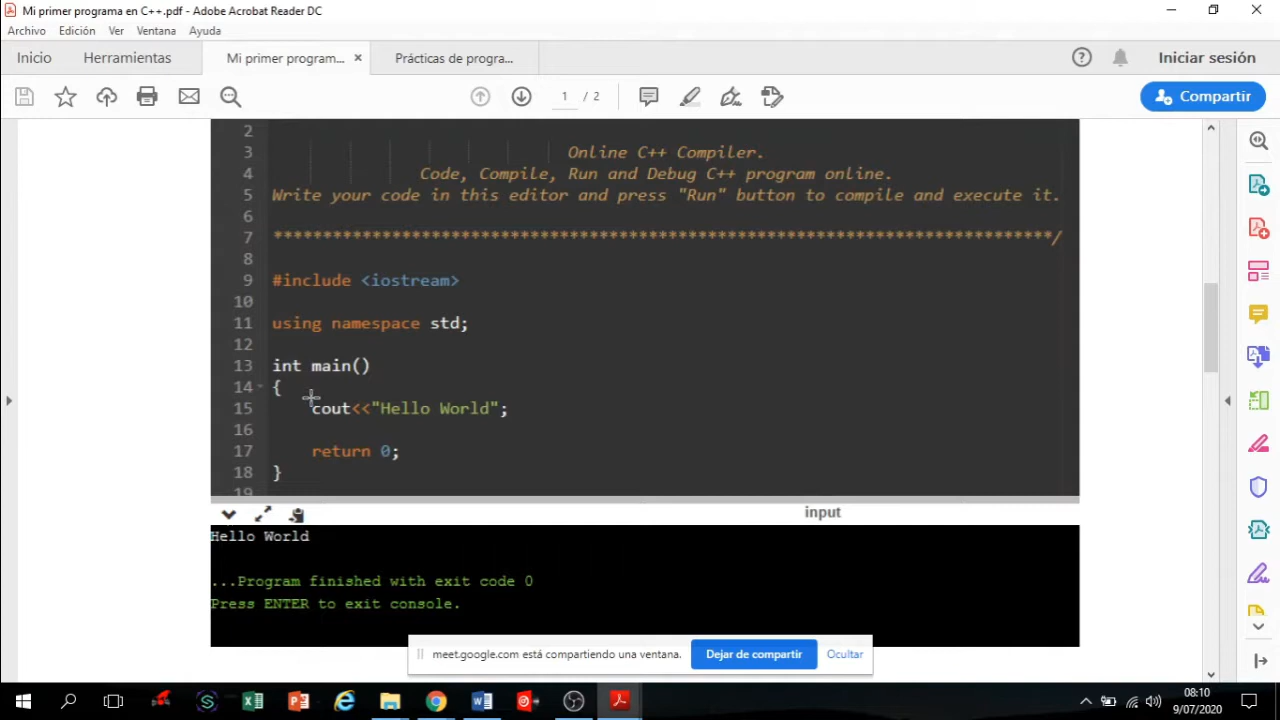 Mi primer programa en C++.pdf - Adobe Acrobat Reader DC
Archivo Edición Ver Ventana Ayuda
Inicio Herramientas Mi primer program... × Prácticas de progra... Iniciar sesión
1 / 2 Compartir
2
3 Online C++ Compiler.
4 Code, Compile, Run and Debug C++ program online.
5 Write your code in this editor and press "Run" button to compile and execute it.
6
7 *******************************************************************************/
8
9 #include <iostream>
10
11 using namespace std;
12
13 int main()
14 {
15 cout<<"Hello World";
16
17 return 0;
18 }
19
input
Hello World
...Program finished with exit code 0
Press ENTER to exit console.
meet.google.com está compartiendo una ventana. Dejar de compartir Ocultar
08:10
9/07/2020